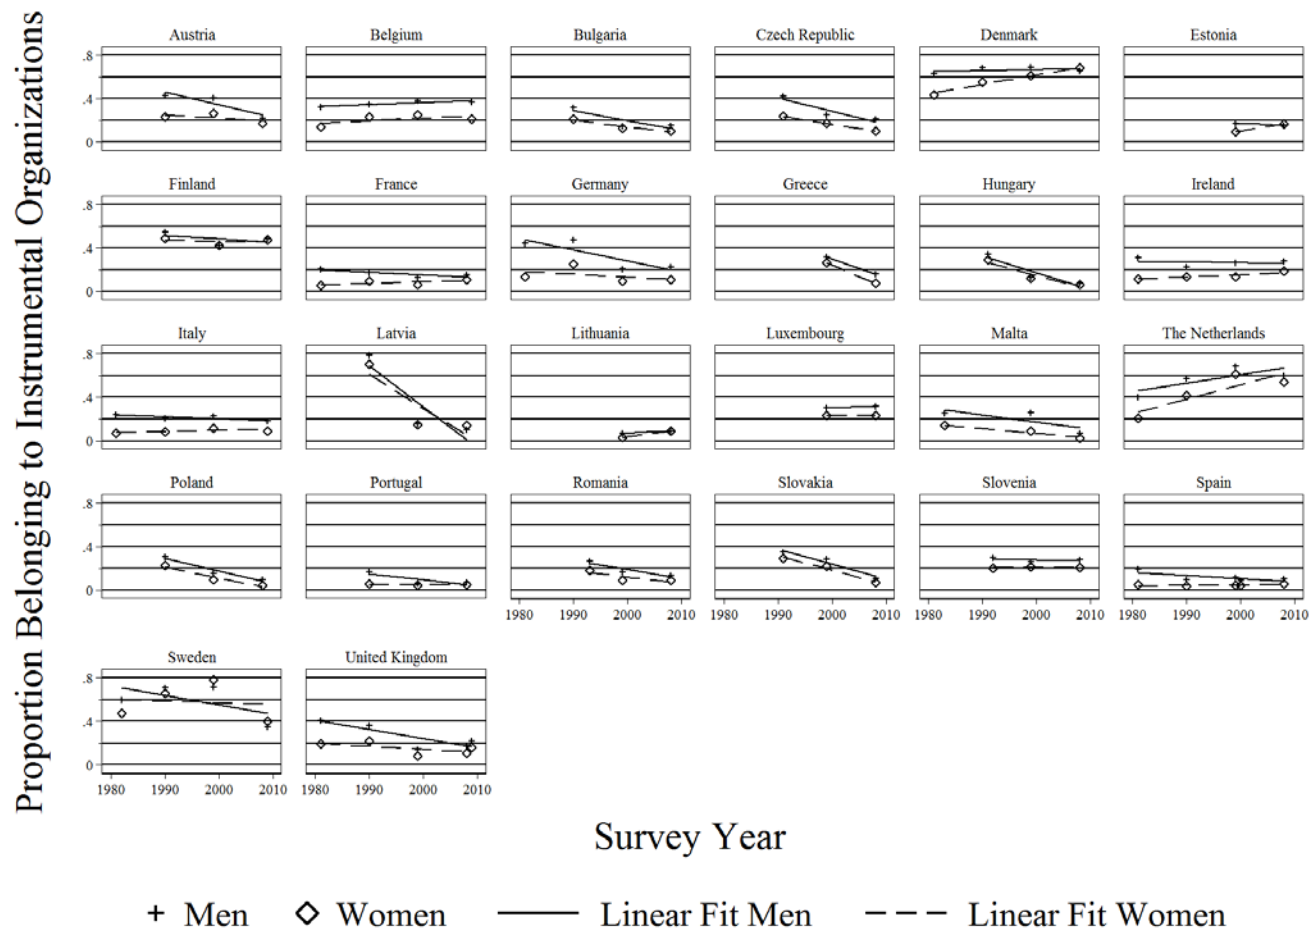 Proportion Belonging to Instrumental Organizations
Austria Belgium Bulgaria Czech Republic Denmark Estonia
.8
.4
0
Finland France Germany Greece Hungary Ireland
.8
.4
0
Italy Latvia Lithuania Luxembourg Malta The Netherlands
.8
.4
0
Poland Portugal Romania Slovakia Slovenia Spain
.8
.4
0
1980 1990 2000 2010 1980 1990 2000 2010 1980 1990 2000 2010 1980 1990 2000 2010
Sweden United Kingdom
.8
.4
0
1980 1990 2000 2010 1980 1990 2000 2010
Survey Year
Men Women Linear Fit Men Linear Fit Women